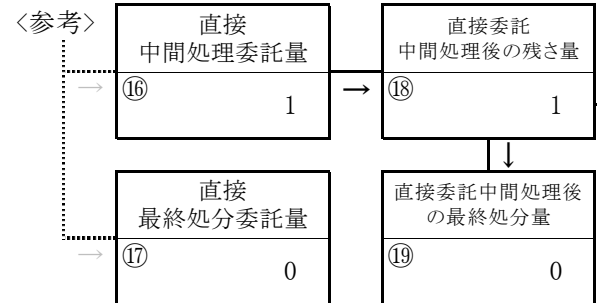 〈参考〉
直接
中間処理委託量
⑯
1
→
→
直接委託
中間処理後の残さ量
⑱
1
↓
直接
最終処分委託量
⑰
0
→
直接委託中間処理後
の最終処分量
⑲
0